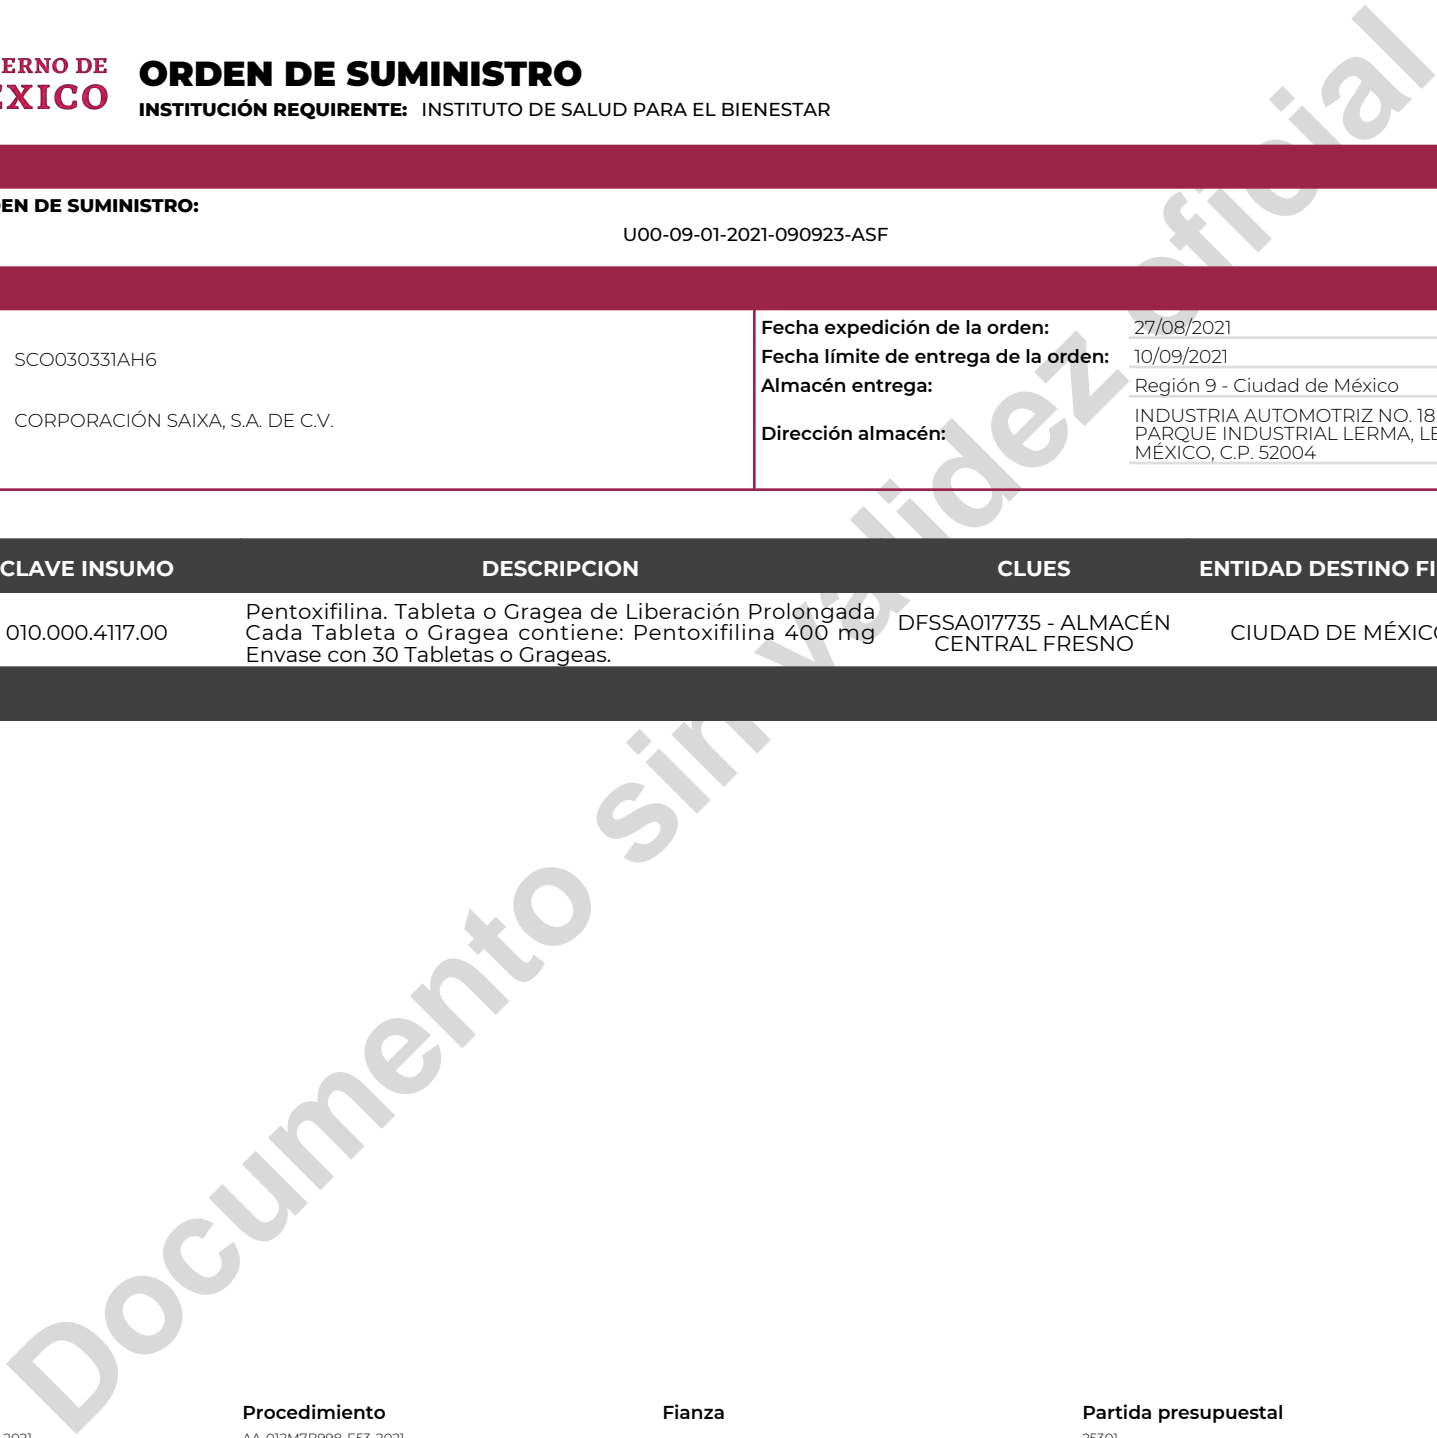 ERNO DE
ORDEN DE SUMINISTRO
INSTITUCIÓN REQUIRENTE: INSTITUTO DE SALUD PARA EL BIENESTAR
EN DE SUMINISTRO:
U00-09-01-2021-090923-ASF
SCO030331AH6
CORPORACIÓN SAIXA, S.A. DE C.V.
Fecha expedición de la orden: 27/08/2021
Fecha límite de entrega de la orden: 10/09/2021
Almacén entrega: Región 9 - Ciudad de México
Dirección almacén: INDUSTRIA AUTOMOTRIZ NO. 18
PARQUE INDUSTRIAL LERMA, LE
MÉXICO, C.P. 52004
CLAVE INSUMO DESCRIPCION CLUES ENTIDAD DESTINO FI
010.000.4117.00
Pentoxifilina. Tableta o Gragea de Liberación Prolongada
Cada Tableta o Gragea contiene: Pentoxifilina 400 mg
Envase con 30 Tabletas o Grageas.
DFSSA017735 - ALMACÉN
CENTRAL FRESNO
CIUDAD DE MÉXICO
Documento sin validez oficial
Procedimiento Fianza Partida presupuestal